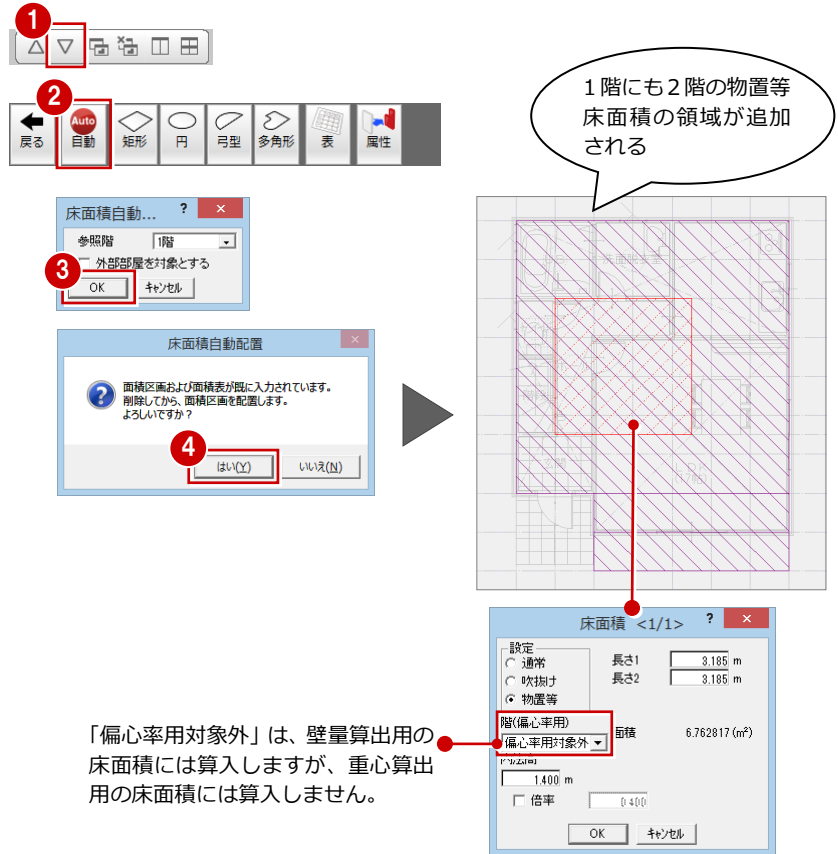 1
2
戻る
Auto
自動
矩形
円
弓型
多角形
表
属性
1階にも2階の物置等
床面積の領域が追加
される
床面積自動... ? ×
参照階 1階
外部部屋を対象とする
3
OK キャンセル
床面積自動配置 ×
面積区画および面積表が既に入力されています。
削除してから、面積区画を配置します。
よろしいですか?
4
はい(Y) いいえ(N)
床面積 <1/1> ? ×
設定
通常
吹抜け
物置等
長さ1 3.185 m
長さ2 3.185 m
階(偏心率用)
偏心率用対象外
面積 6.762817(m²)
1.400 m
倍率 0.400
OK キャンセル
「偏心率用対象外」は、壁量算出用の
床面積には算入しますが、重心算出
用の床面積には算入しません。